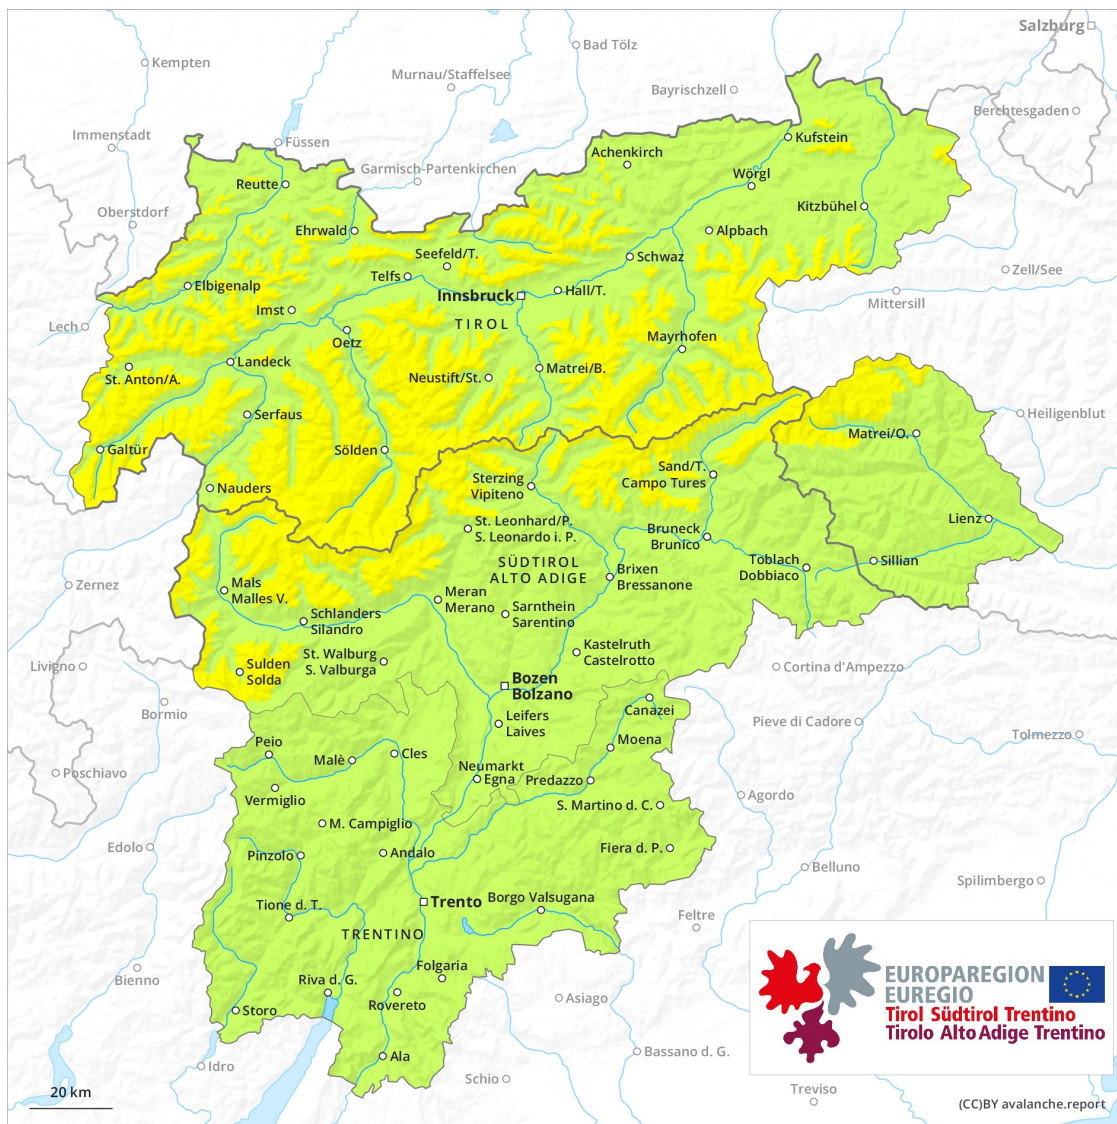 Salzburg
Bad Tölz
Kempten
Murnau/Staffelsee
Bayrischzell
Berchtesgaden
Immenstadt
Füssen
Kufstein
Achenkirch
Garmisch-Partenkirchen
Wörgl
Reutte
Oberstdorf
Kitzbühel
Ehrwald
Alpbach
Seefeld/T.
Schwaz
Telfs
Zell/See
Elbigenalp
Innsbruck
Hall/T.
Mittersill
Imst
Lech
TIROL
Oetz
Mayrhofen
Landeck
Matrei/B.
St. Anton/A.
Neustift/St.
Serfaus
Heiligenblut
Matrei/O.
Galtür
Sölden
Sand/T.
Campo Tures
Sterzing
Vipiteno
Nauders
Lienz
St. Leonhard/P.
S. Leonardo i. P.
Bruneck
Brunico
SÜDTIROL
ALTO ADIGE
Toblach
Dobbiaco
Sillian
Brixen
Bressanone
Zernez
Mals
Malles V.
Meran
Merano
Sarnthein
Sarentino
Schlanders
Silandro
Kastelruth
Castelrotto
St. Walburg
S. Valburga
Livigno
Sulden
Solda
Cortina d'Ampezzo
Bozen
Bolzano
Bormio
Canazei
Leifers
Laives
Pieve di Cadore
Tolmezzo
Peio
Moena
Malè
Cles
Poschiavo
Neumarkt
Egna
Predazzo
Vermiglio
Agordo
S. Martino d. C.
M. Campiglio
Edolo
Pinzolo
Andalo
Fiera d. P.
Belluno
Spilimbergo
Tione d. T.
Trento
Borgo Valsugana
Feltre
TRENTINO
Folgaria
Bienno
Riva d. G.
Rovereto
Asiago
Storo
EUROPAREGION
EUREGIO
Tirol Südtirol Trentino
Tirolo Alto Adige Trentino
Ala
Bassano d. G.
Idro
Schio
Treviso
20 km
(CC)BY avalanche.report